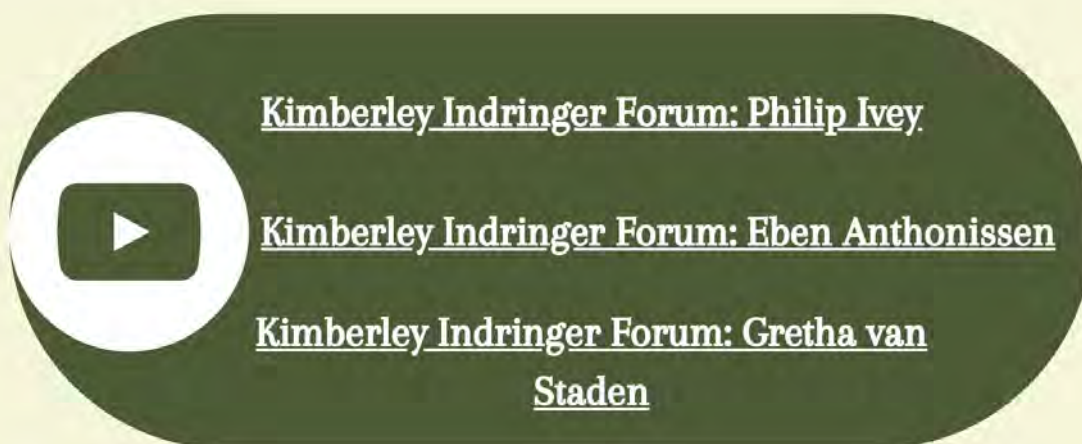 Kimberley Indringer Forum: Philip Ivey
Kimberley Indringer Forum: Eben Anthonissen
Kimberley Indringer Forum: Gretha van
Staden